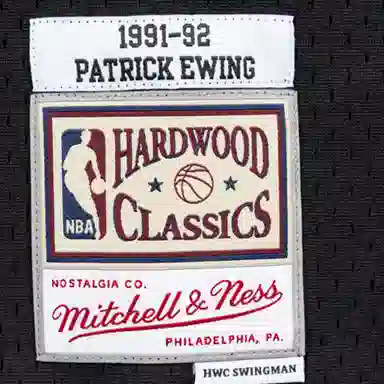 1991-92
PATRICK EWING
HARDWOOD
NBA
CLASSICS
NOSTALGIA CO.
Mitchell & Ness
PHILADELPHIA, PA.
HWC SWINGMAN